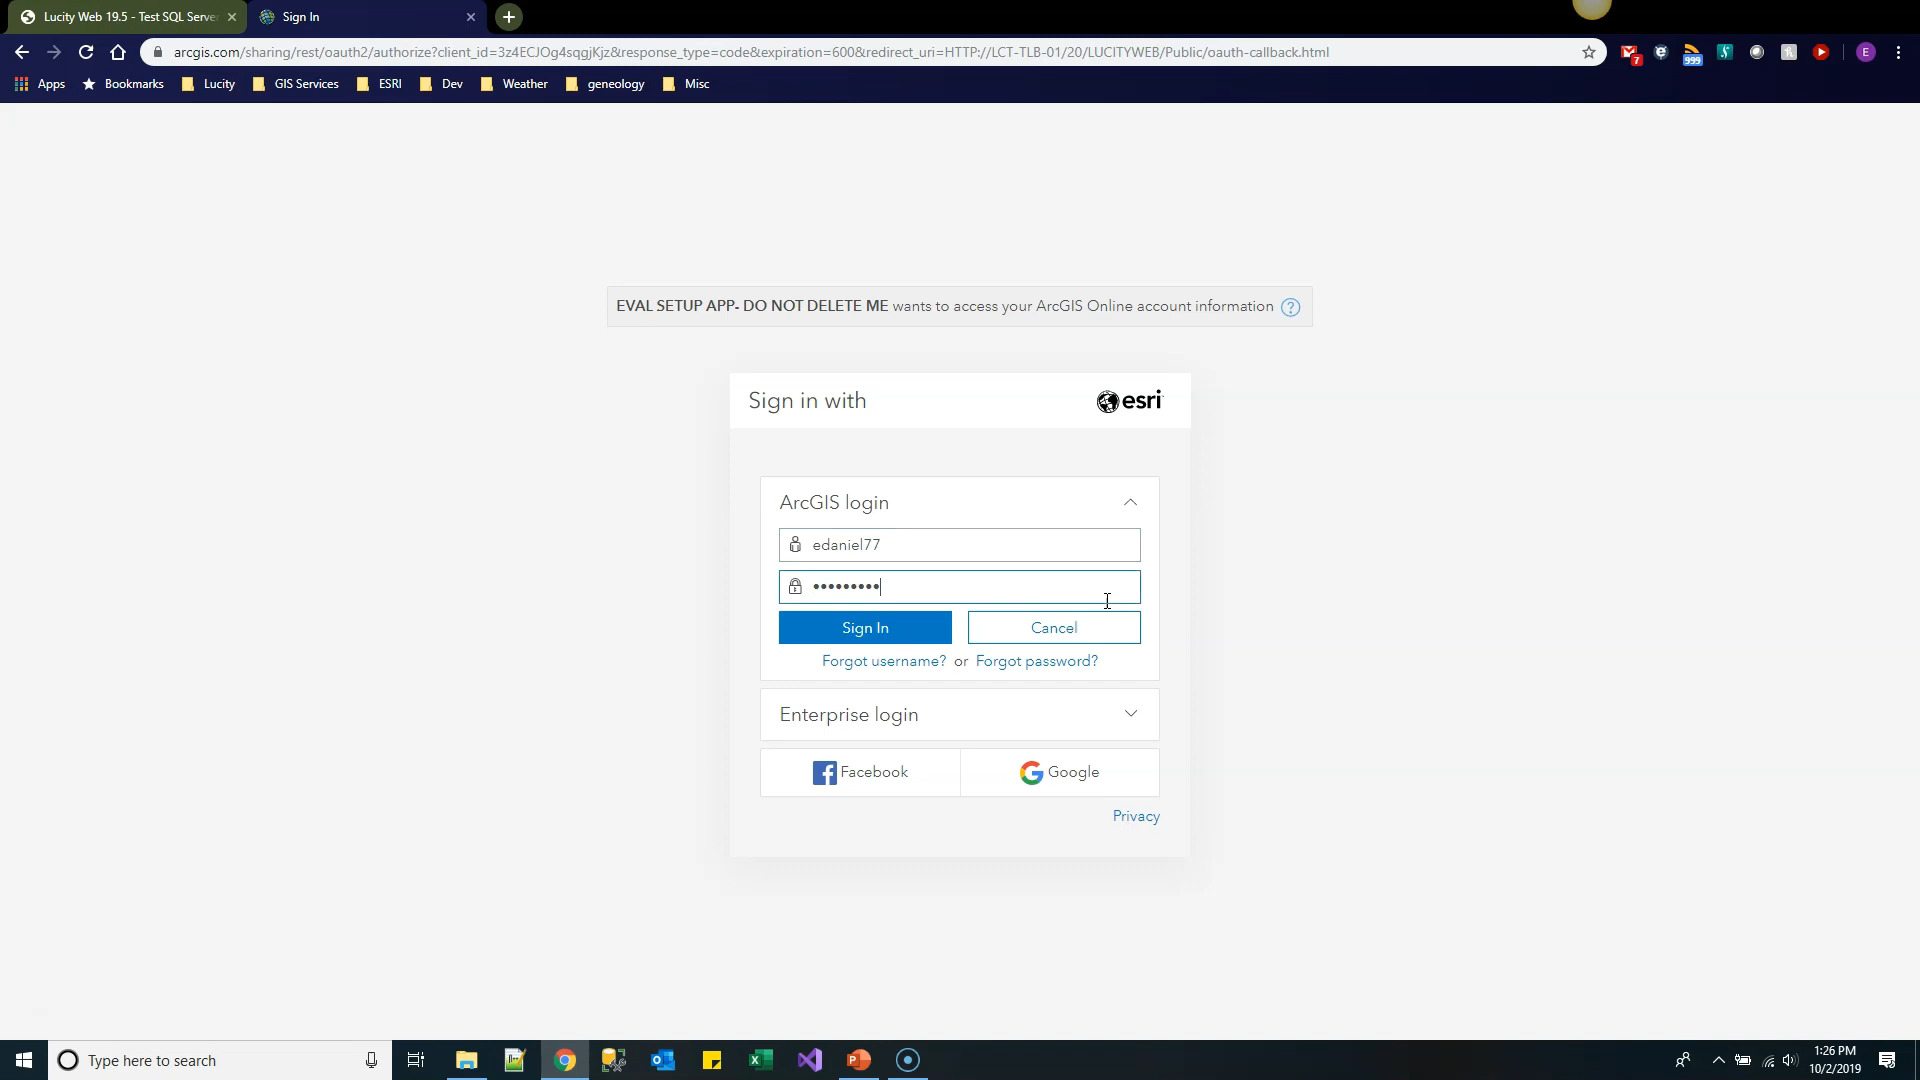 Lucity Web 19.5 - Test SQL Serve
Sign In
arcgis.com/sharing/rest/oauth2/authorize?client_id=3z4ECJOg4sqgjKjz&response_type=code&expiration=600&redirect_uri=HTTP://LCT-TLB-01/20/LUCITYWEB/Public/oauth-callback.html
7
999
E
Apps
Bookmarks
Lucity
GIS Services
ESRI
Dev
Weather
geneology
Misc
EVAL SETUP APP- DO NOT DELETE ME wants to access your ArcGIS Online account information ?
Sign in with
esri
ArcGIS login
edaniel77
•••••••••
Sign In
Cancel
Forgot username? or Forgot password?
Enterprise login
Facebook
Google
Privacy
Type here to search
1:26 PM
10/2/2019